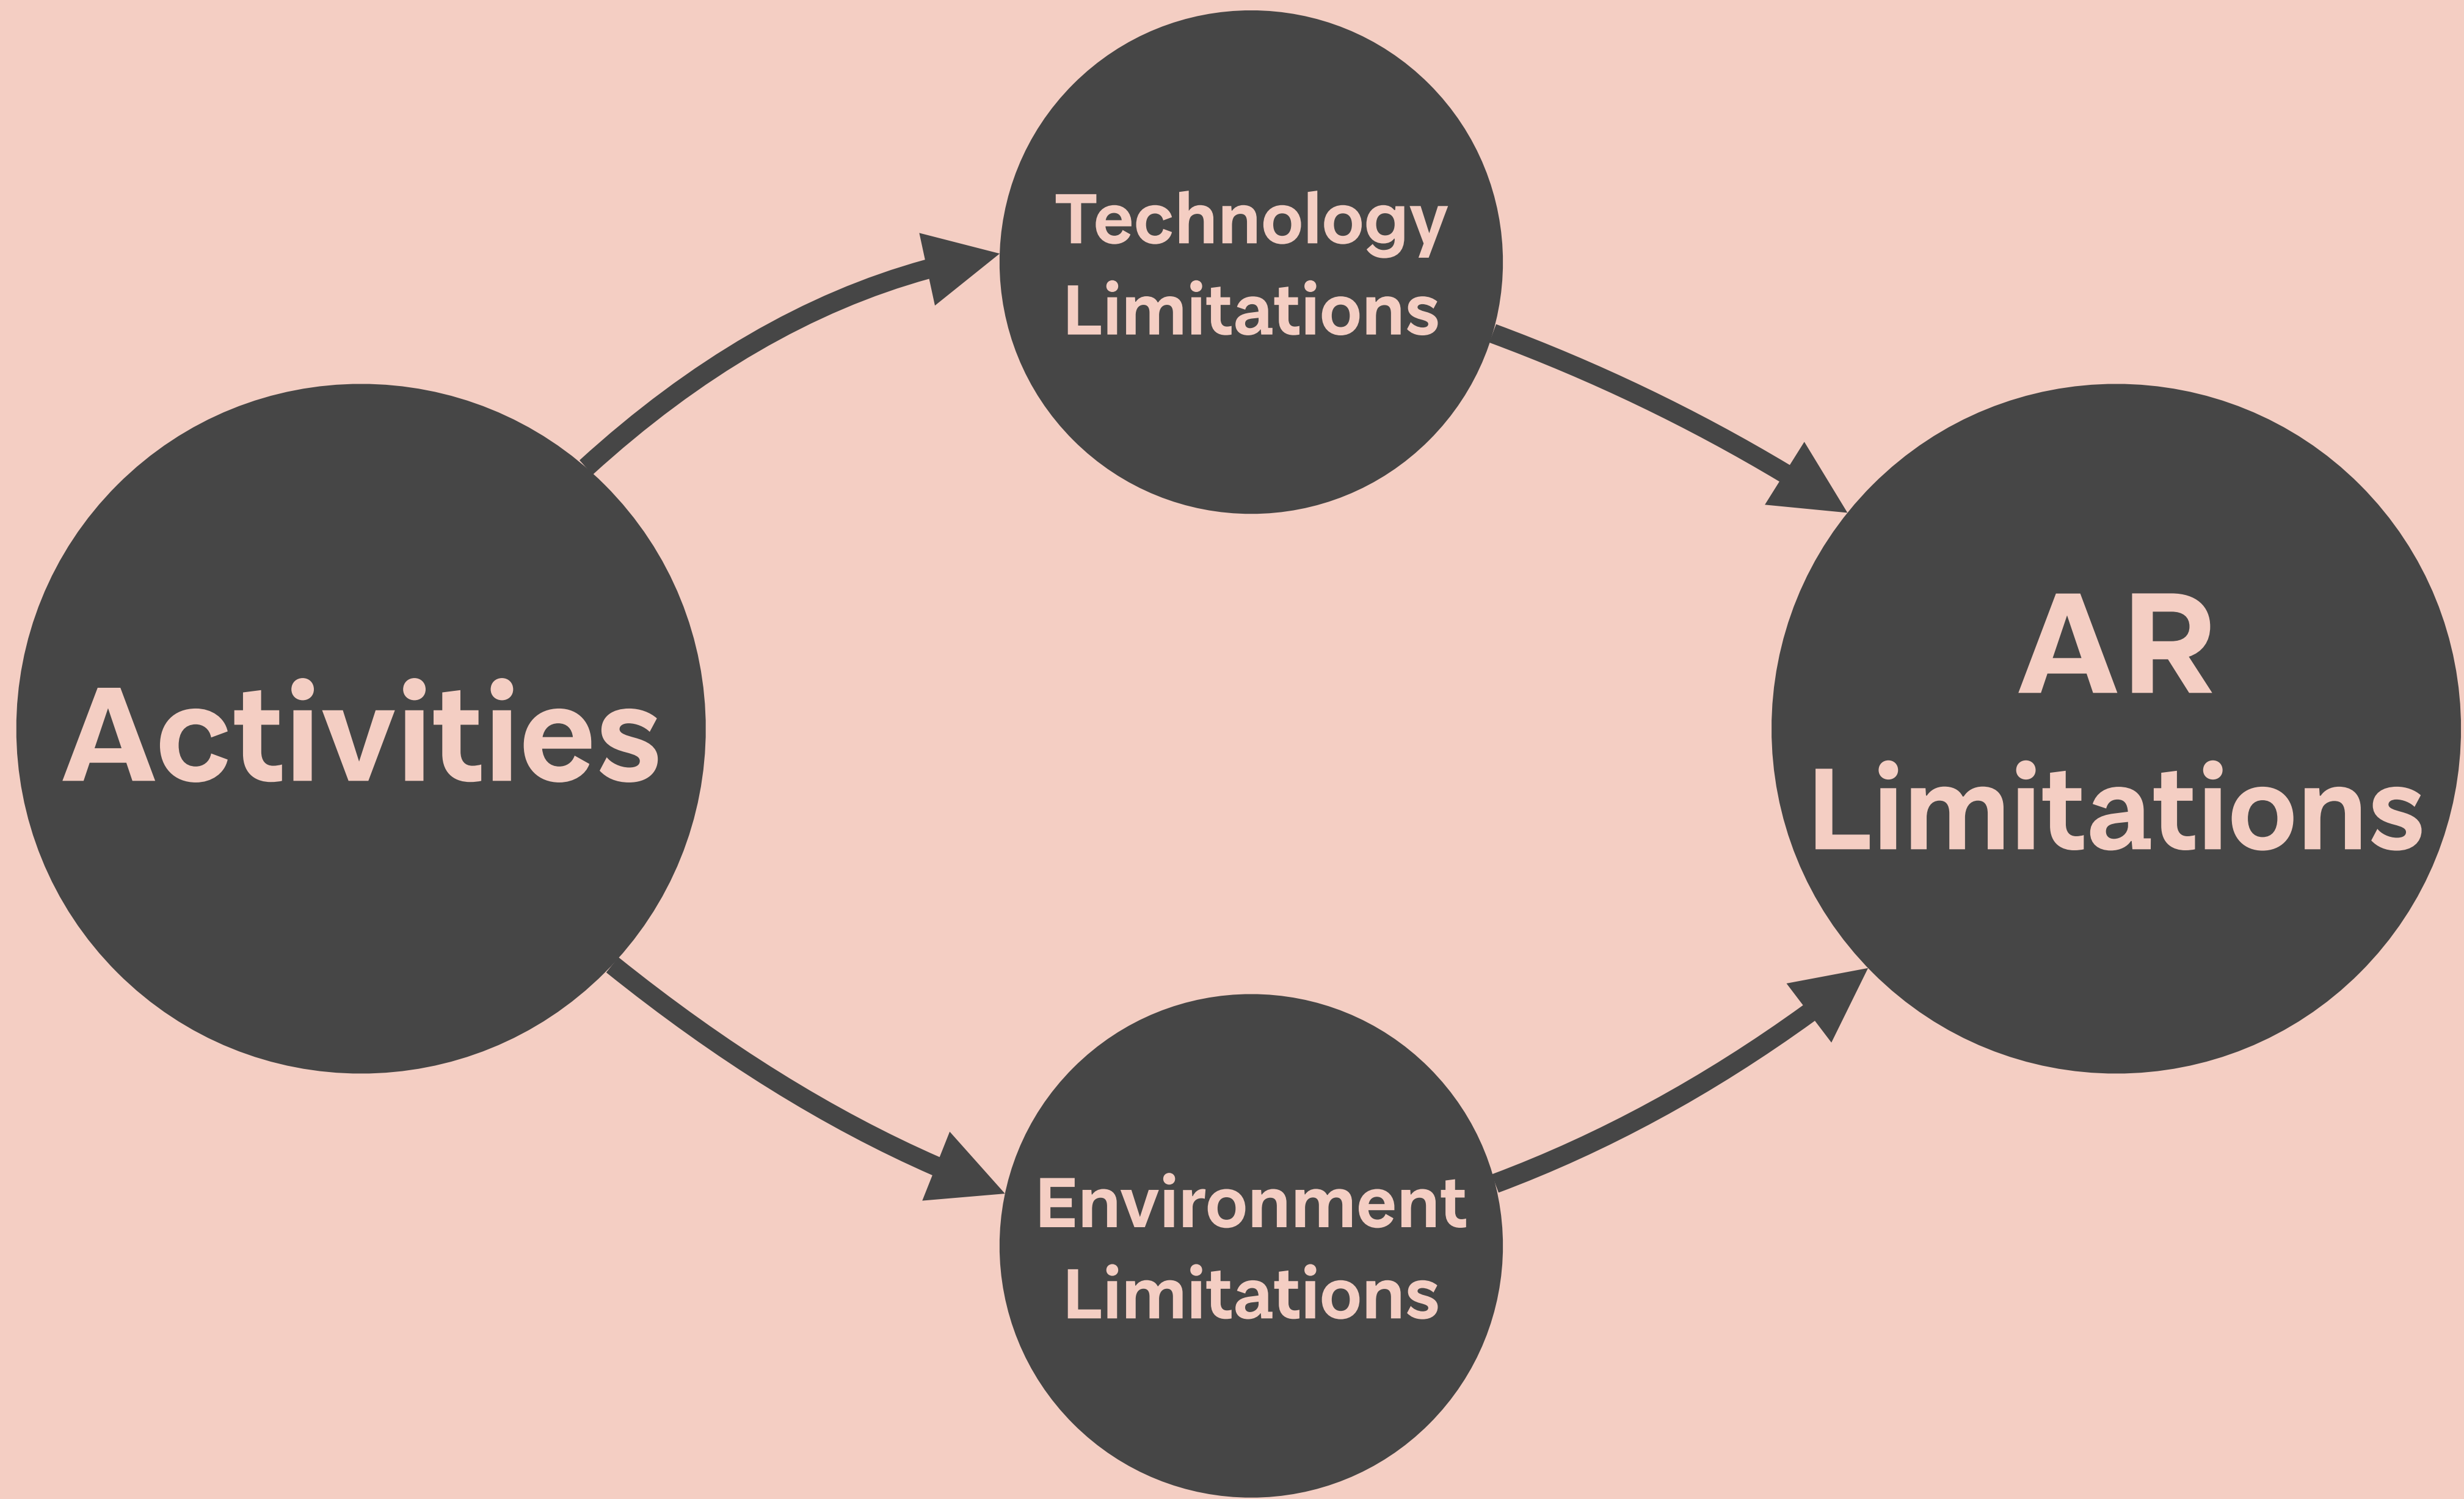 Technology
Limitations
Activities
AR
Limitations
Environment
Limitations